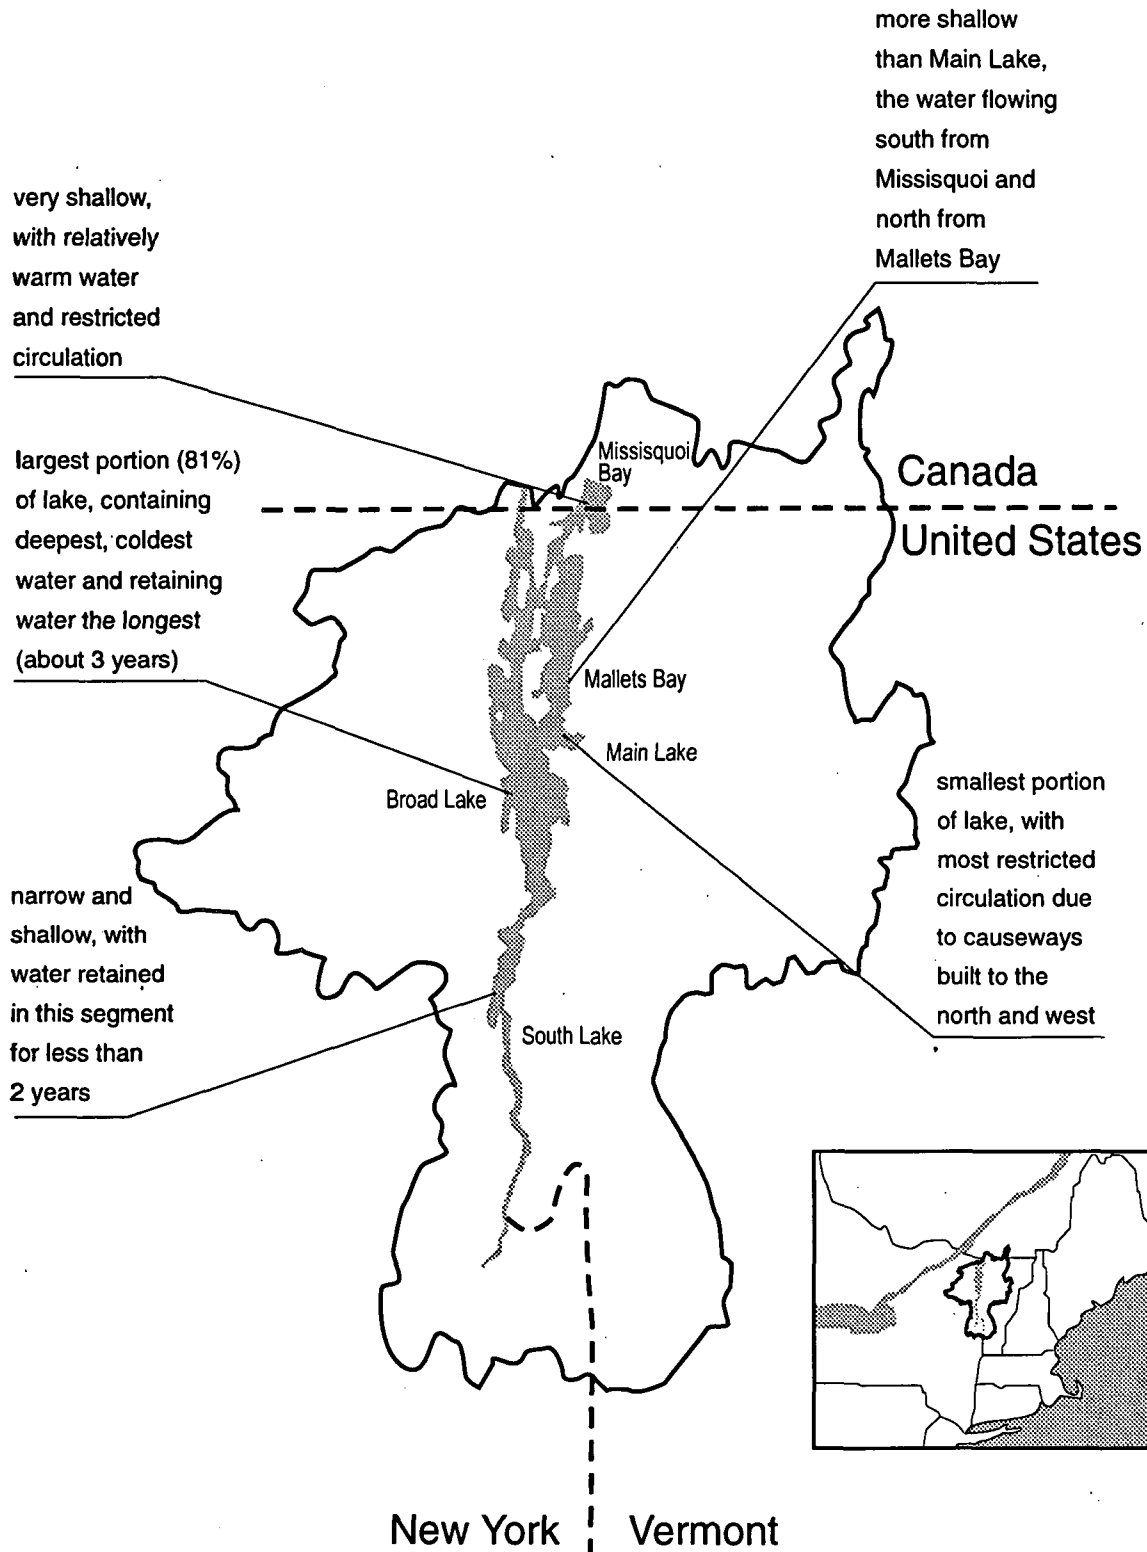 more shallow
than Main Lake,
the water flowing
south from
Missisquoi and
north from
Mallets Bay
very shallow,
with relatively
warm water
and restricted
circulation
largest portion (81%)
of lake, containing
deepest, coldest
water and retaining
water the longest
(about 3 years)
Missisquoi
Bay
Canada
United States
Mallets Bay
Main Lake
Broad Lake
smallest portion
of lake, with
most restricted
circulation due
to causeways
built to the
north and west
narrow and
shallow, with
water retained
in this segment
for less than
2 years
South Lake
New York
Vermont